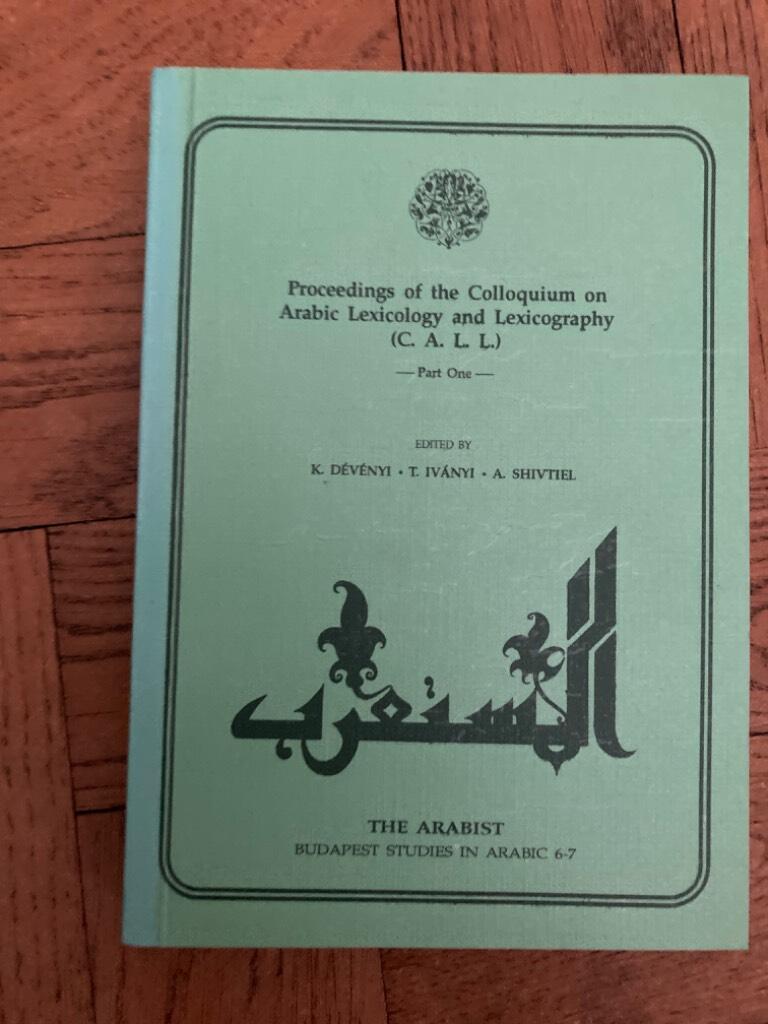 Proceedings of the Colloquium on
Arabic Lexicology and Lexicography
(C. A. L. L.)
— Part One —
EDITED BY
K. DÉVÉNYI • T. IVÁNYI • A. SHIVTIEL
المستعرب
THE ARABIST
BUDAPEST STUDIES IN ARABIC 6-7